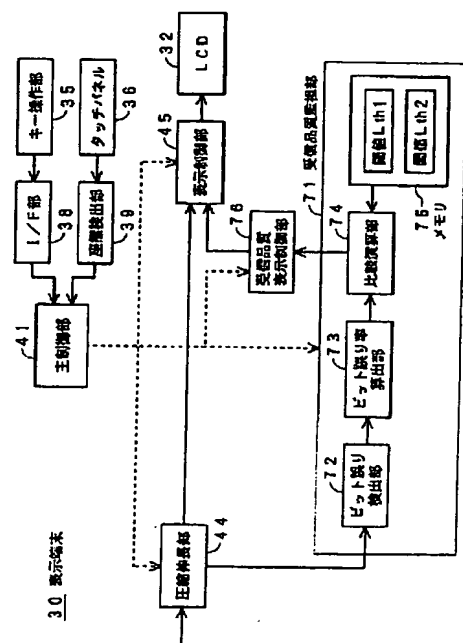 30 表示端末
キー操作部
35
タッチパネル
36
I/F部
38
座標検出部
39
主制御部
41
LCD
32
表示制御部
45
受信品質
表示制御部
76
圧縮伸長部
44
71 受信品質監視部
ビット誤り
検出部
72
ビット誤り率
算出部
73
比較演算部
74
閾値Lth1
閾値Lth2
75
メモリ